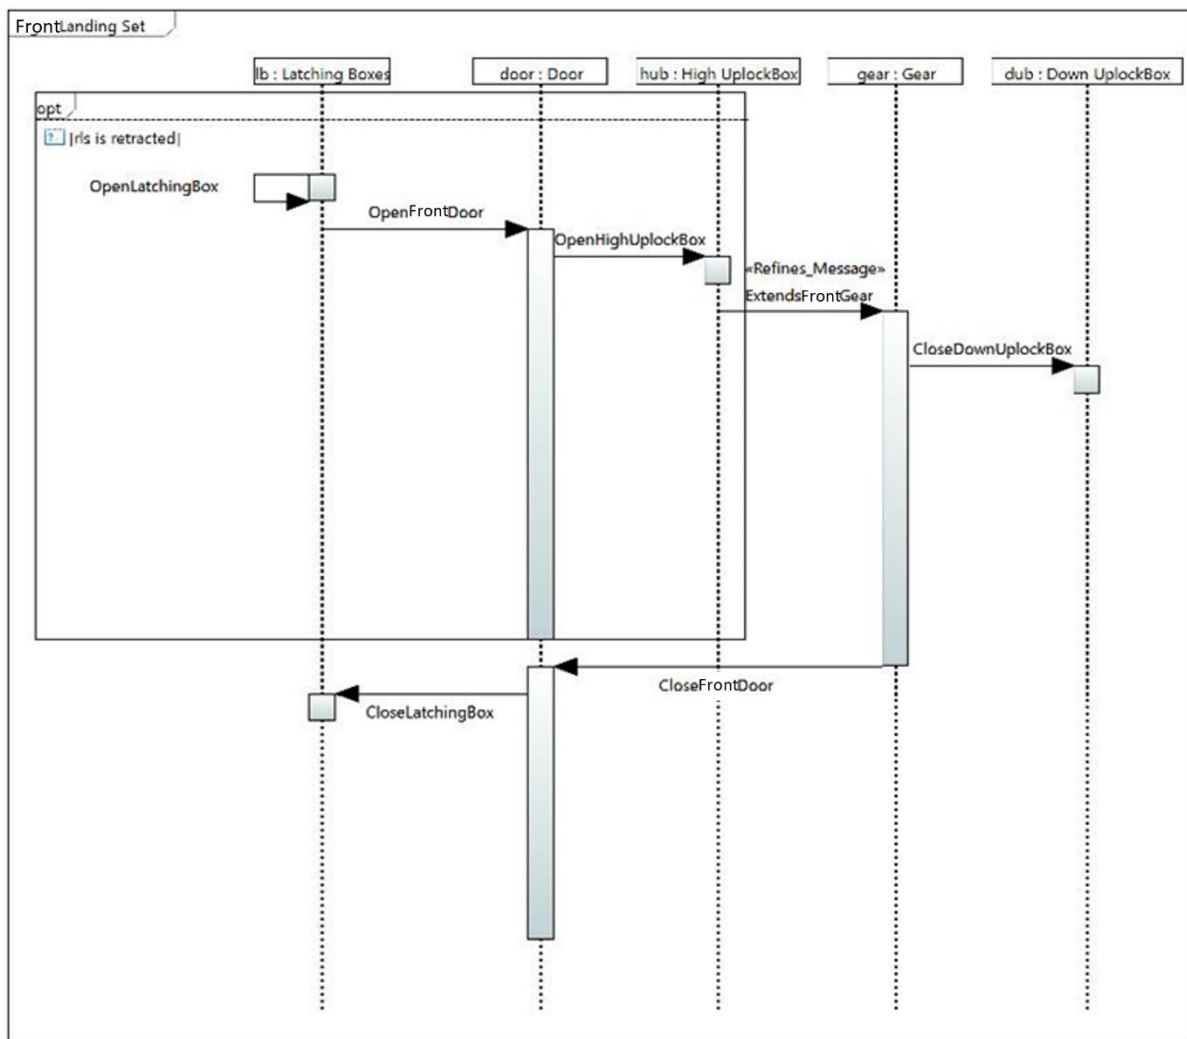 FrontLanding Set
lb : Latching Boxes
door : Door
hub : High UplockBox
gear : Gear
dub : Down UplockBox
opt
? |rls is retracted|
OpenLatchingBox
OpenFrontDoor
OpenHighUplockBox
«Refines_Message»
ExtendsFrontGear
CloseDownUplockBox
CloseFrontDoor
CloseLatchingBox